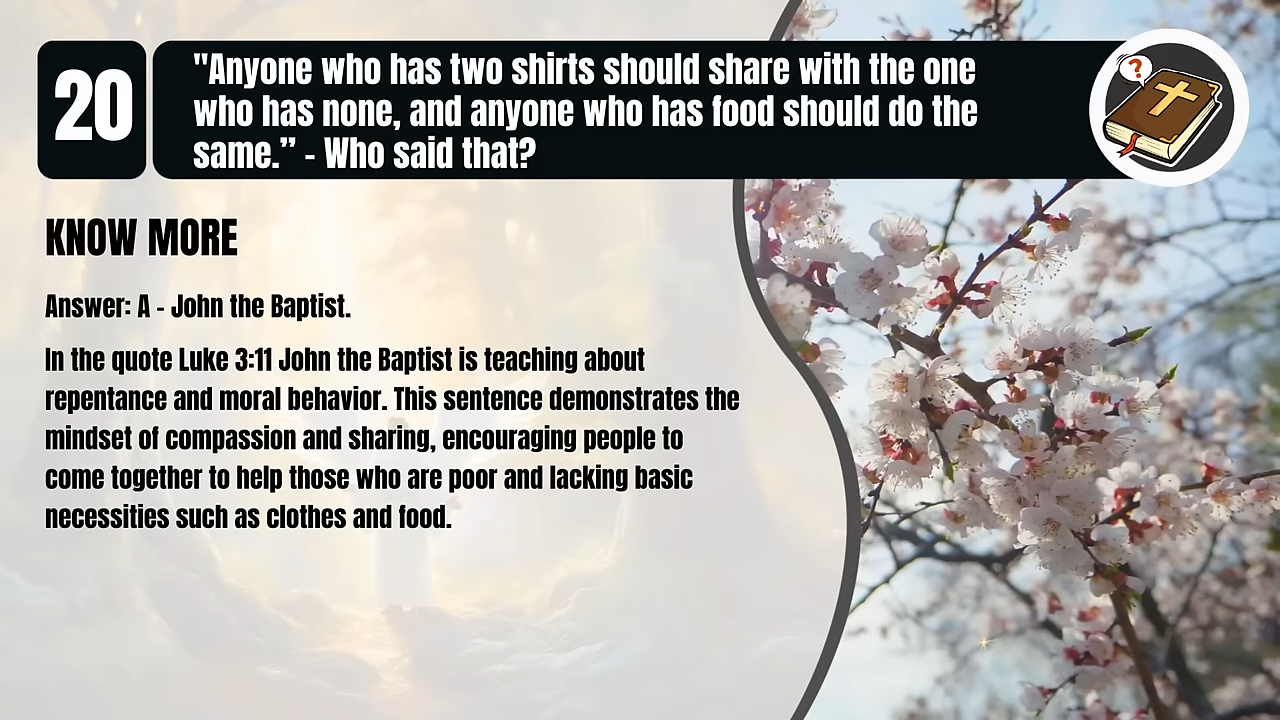 20
"Anyone who has two shirts should share with the one
who has none, and anyone who has food should do the
same.” - Who said that?
?
KNOW MORE
Answer: A - John the Baptist.
In the quote Luke 3:11 John the Baptist is teaching about
repentance and moral behavior. This sentence demonstrates the
mindset of compassion and sharing, encouraging people to
come together to help those who are poor and lacking basic
necessities such as clothes and food.